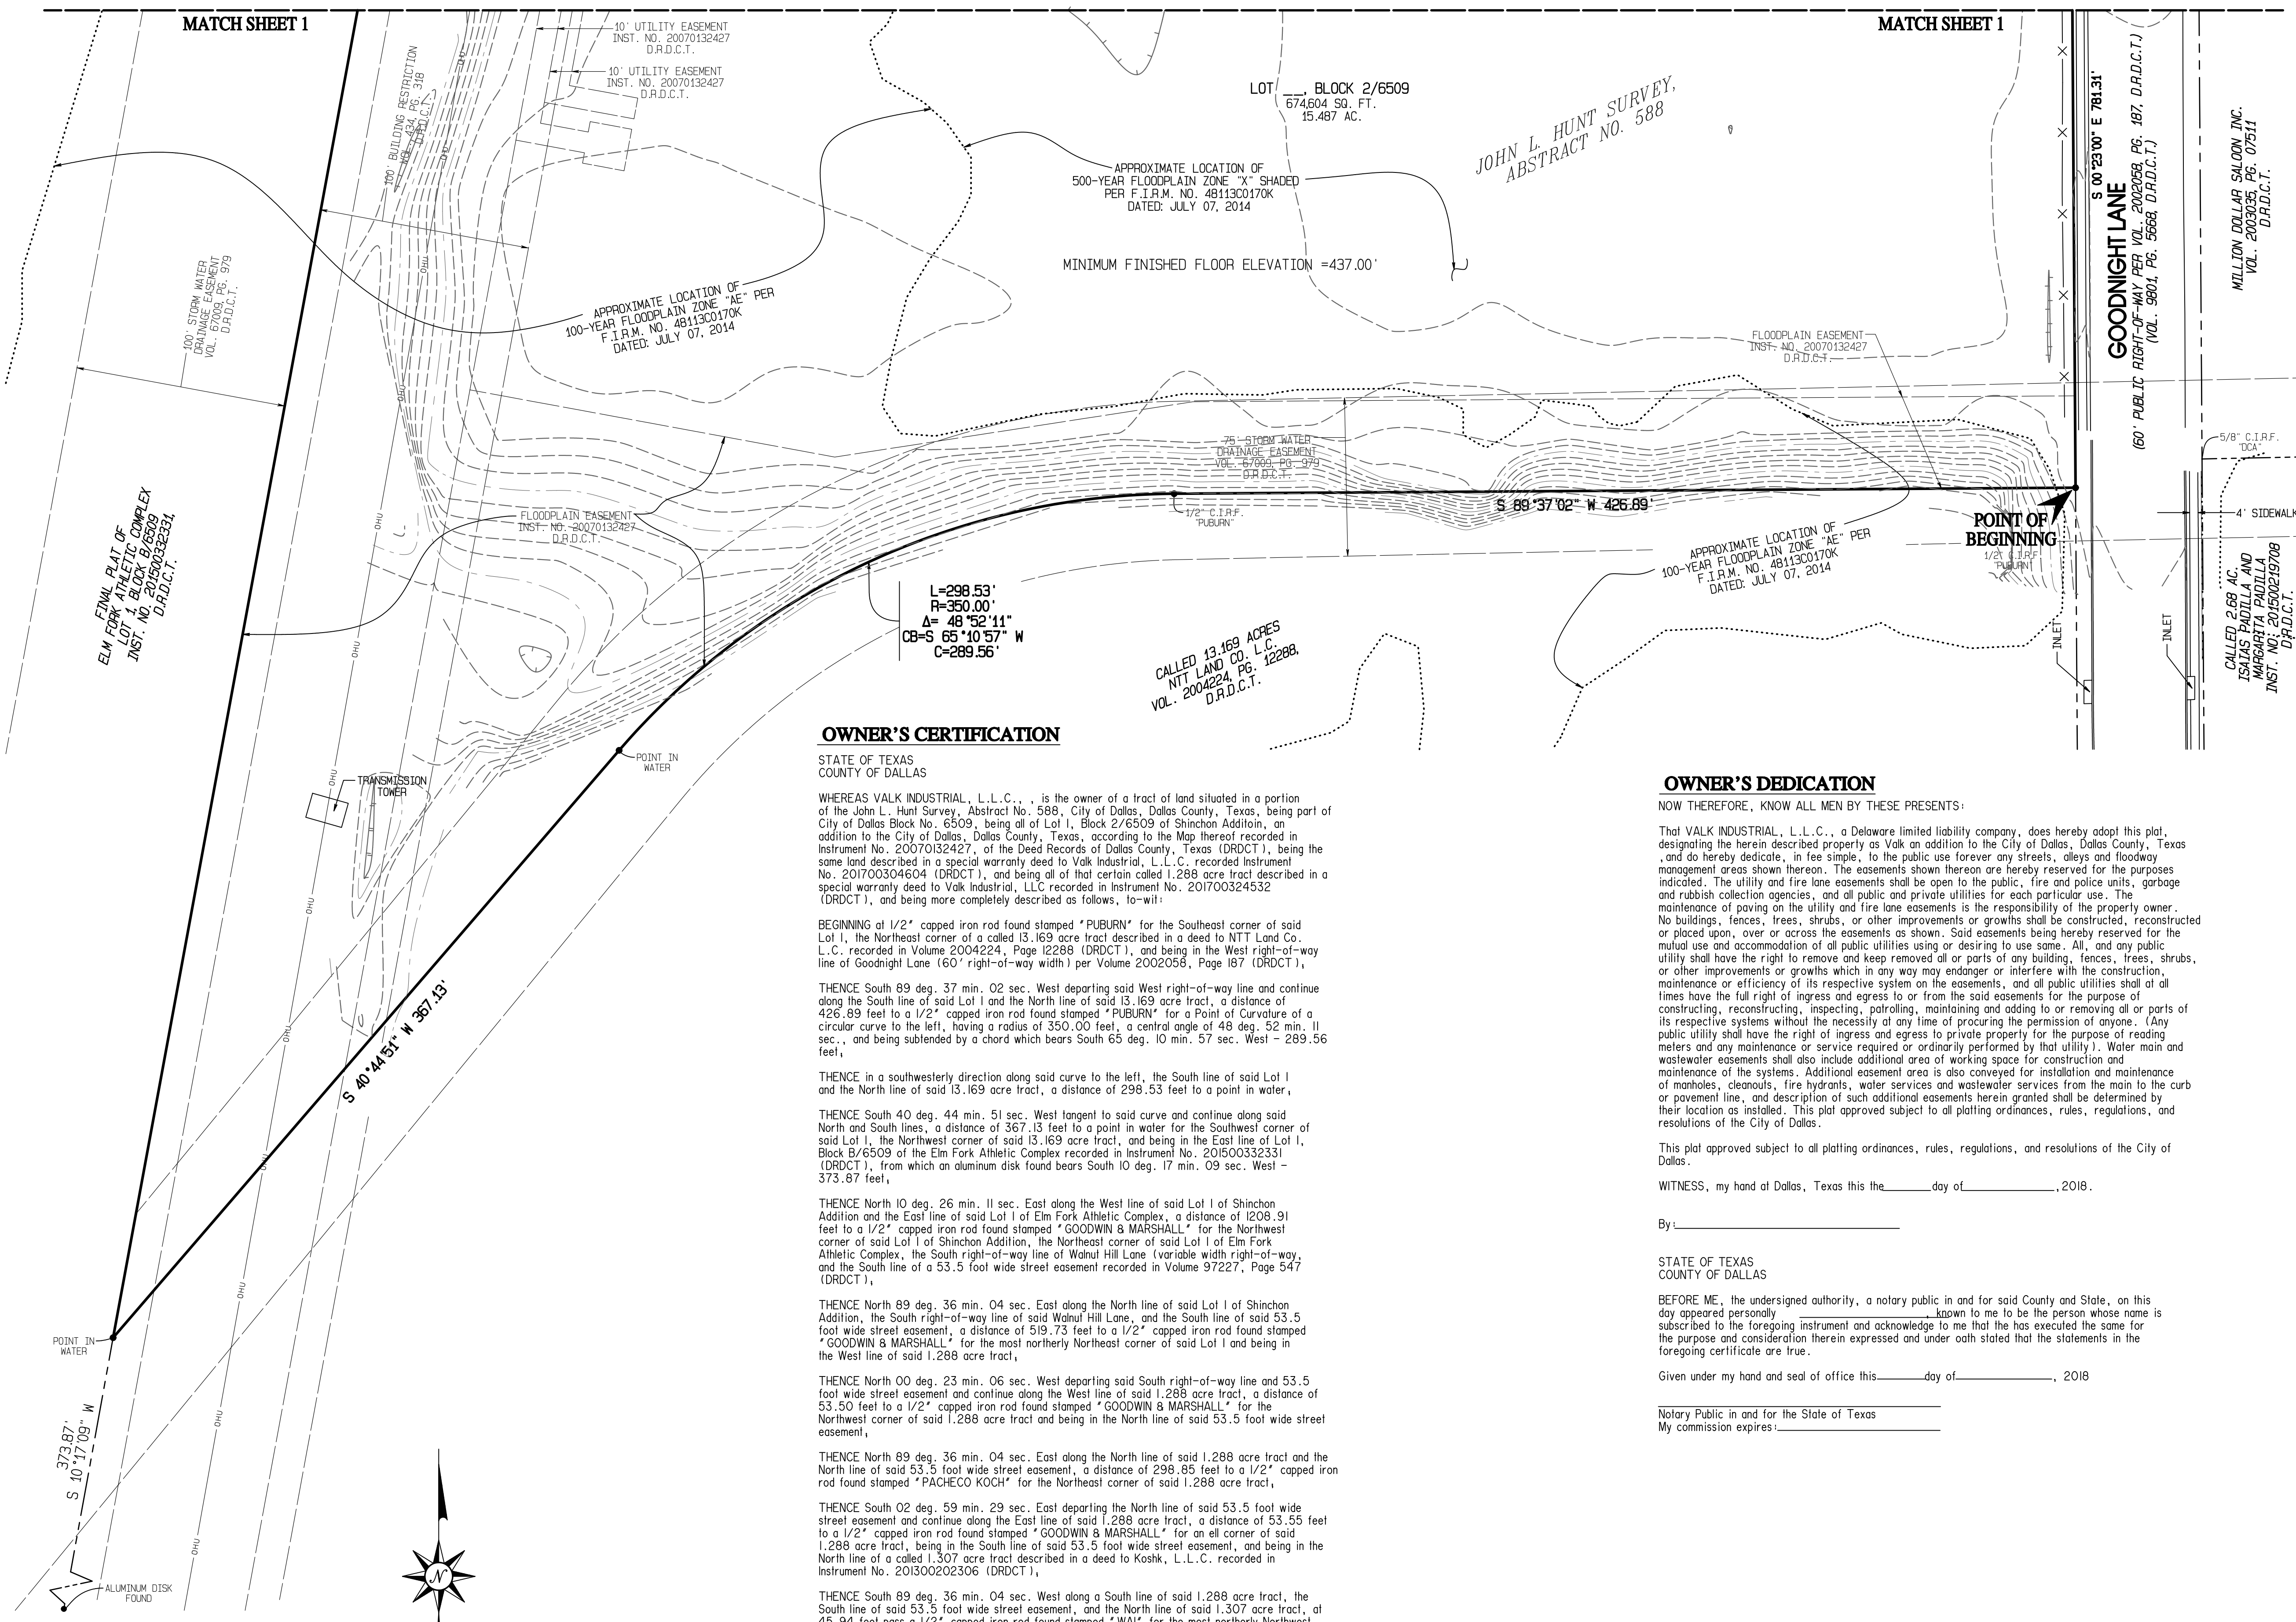 MATCH SHEET 1
MATCH SHEET 1
10' UTILITY EASEMENT
INST. NO. 20070132427
D.R.D.C.T.
10' UTILITY EASEMENT
INST. NO. 20070132427
D.R.D.C.T.
100' BUILDING RESTRICTION
VOL. 434, PG. 318
D.R.D.C.T.
LOT __, BLOCK 2/6509
674,604 SQ. FT.
15.487 AC.
JOHN L. HUNT SURVEY,
ABSTRACT NO. 588
S 00°23'00" E 781.31'
GOODNIGHT LANE
(60' PUBLIC RIGHT-OF-WAY PER VOL. 2002058, PG. 187, D.R.D.C.T.)
(VOL. 9801, PG. 5668, D.R.D.C.T.)
MILLION DOLLAR SALOON INC.
VOL. 2003035, PG. 07511
D.R.D.C.T.
APPROXIMATE LOCATION OF
500-YEAR FLOODPLAIN ZONE "X" SHADED
PER F.I.R.M. NO. 48113C0170K
DATED: JULY 07, 2014
MINIMUM FINISHED FLOOR ELEVATION =437.00'
100' STORM WATER
DRAINAGE EASEMENT
VOL. 67009, PG. 979
D.R.D.C.T.
APPROXIMATE LOCATION OF
100-YEAR FLOODPLAIN ZONE "AE" PER
F.I.R.M. NO. 48113C0170K
DATED: JULY 07, 2014
FLOODPLAIN EASEMENT
INST. NO. 20070132427
D.R.D.C.T.
75' STORM WATER
DRAINAGE EASEMENT
VOL. 67009, PG. 979
D.R.D.C.T.
5/8" C.I.R.F.
"DCA"
4' SIDEWALK
1/2" C.I.R.F.
"PUBURN"
S 89°37'02" W 426.89'
POINT OF
BEGINNING
1/2" C.I.R.F.
"PUBURN"
FINAL PLAT OF
ELM FORK ATHLETIC COMPLEX
LOT 1, BLOCK B/6509
INST. NO. 201500332331,
D.R.D.C.T.
FLOODPLAIN EASEMENT
INST. NO. 20070132427
D.R.D.C.T.
APPROXIMATE LOCATION OF
100-YEAR FLOODPLAIN ZONE "AE" PER
F.I.R.M. NO. 48113C0170K
DATED: JULY 07, 2014
L=298.53'
R=350.00'
Δ= 48°52'11"
CB=S 65°10'57" W
C=289.56'
CALLED 13.169 ACRES
NTT LAND CO. L.C.
VOL. 2004224, PG. 12288,
D.R.D.C.T.
INLET
INLET
CALLED 2.68 AC.
ISAIAS PADILLA AND
MARGARITA PADILLA
INST. NO. 201500219708
D.R.D.C.T.
OHU
OHU
OHU
OHU
OHU
OHU
OHU
OHU
OHU
OHU
OHU
OHU
OHU
POINT IN
WATER
TRANSMISSION
TOWER
S 40°44'51" W 367.13'
POINT IN
WATER
373.87'
S 10°17'09" W
ALUMINUM DISK
FOUND
N
OWNER'S CERTIFICATION
STATE OF TEXAS
COUNTY OF DALLAS
WHEREAS VALK INDUSTRIAL, L.L.C., , is the owner of a tract of land situated in a portion
of the John L. Hunt Survey, Abstract No. 588, City of Dallas, Dallas County, Texas, being part of
City of Dallas Block No. 6509, being all of Lot 1, Block 2/6509 of Shinchon Additoin, an
addition to the City of Dallas, Dallas County, Texas, according to the Map thereof recorded in
Instrument No. 20070132427, of the Deed Records of Dallas County, Texas (DRDCT), being the
same land described in a special warranty deed to Valk Industrial, L.L.C. recorded Instrument
No. 201700304604 (DRDCT), and being all of that certain called 1.288 acre tract described in a
special warranty deed to Valk Industrial, LLC recorded in Instrument No. 201700324532
(DRDCT), and being more completely described as follows, to-wit:
BEGINNING at 1/2" capped iron rod found stamped "PUBURN" for the Southeast corner of said
Lot 1, the Northeast corner of a called 13.169 acre tract described in a deed to NTT Land Co.
L.C. recorded in Volume 2004224, Page 12288 (DRDCT), and being in the West right-of-way
line of Goodnight Lane (60' right-of-way width) per Volume 2002058, Page 187 (DRDCT);
THENCE South 89 deg. 37 min. 02 sec. West departing said West right-of-way line and continue
along the South line of said Lot 1 and the North line of said 13.169 acre tract, a distance of
426.89 feet to a 1/2" capped iron rod found stamped "PUBURN" for a Point of Curvature of a
circular curve to the left, having a radius of 350.00 feet, a central angle of 48 deg. 52 min. 11
sec., and being subtended by a chord which bears South 65 deg. 10 min. 57 sec. West - 289.56
feet;
THENCE in a southwesterly direction along said curve to the left, the South line of said Lot 1
and the North line of said 13.169 acre tract, a distance of 298.53 feet to a point in water;
THENCE South 40 deg. 44 min. 51 sec. West tangent to said curve and continue along said
North and South lines, a distance of 367.13 feet to a point in water for the Southwest corner of
said Lot 1, the Northwest corner of said 13.169 acre tract, and being in the East line of Lot 1,
Block B/6509 of the Elm Fork Athletic Complex recorded in Instrument No. 201500332331
(DRDCT), from which an aluminum disk found bears South 10 deg. 17 min. 09 sec. West -
373.87 feet;
THENCE North 10 deg. 26 min. 11 sec. East along the West line of said Lot 1 of Shinchon
Addition and the East line of said Lot 1 of Elm Fork Athletic Complex, a distance of 1208.91
feet to a 1/2" capped iron rod found stamped "GOODWIN & MARSHALL" for the Northwest
corner of said Lot 1 of Shinchon Addition, the Northeast corner of said Lot 1 of Elm Fork
Athletic Complex, the South right-of-way line of Walnut Hill Lane (variable width right-of-way,
and the South line of a 53.5 foot wide street easement recorded in Volume 97227, Page 547
(DRDCT);
THENCE North 89 deg. 36 min. 04 sec. East along the North line of said Lot 1 of Shinchon
Addition, the South right-of-way line of said Walnut Hill Lane, and the South line of said 53.5
foot wide street easement, a distance of 519.73 feet to a 1/2" capped iron rod found stamped
"GOODWIN & MARSHALL" for the most northerly Northeast corner of said Lot 1 and being in
the West line of said 1.288 acre tract;
THENCE North 00 deg. 23 min. 06 sec. West departing said South right-of-way line and 53.5
foot wide street easement and continue along the West line of said 1.288 acre tract, a distance of
53.50 feet to a 1/2" capped iron rod found stamped "GOODWIN & MARSHALL" for the
Northwest corner of said 1.288 acre tract and being in the North line of said 53.5 foot wide street
easement;
THENCE North 89 deg. 36 min. 04 sec. East along the North line of said 1.288 acre tract and the
North line of said 53.5 foot wide street easement, a distance of 298.85 feet to a 1/2" capped iron
rod found stamped "PACHECO KOCH" for the Northeast corner of said 1.288 acre tract;
THENCE South 02 deg. 59 min. 29 sec. East departing the North line of said 53.5 foot wide
street easement and continue along the East line of said 1.288 acre tract, a distance of 53.55 feet
to a 1/2" capped iron rod found stamped "GOODWIN & MARSHALL" for an ell corner of said
1.288 acre tract, being in the South line of said 53.5 foot wide street easement, and being in the
North line of a called 1.307 acre tract described in a deed to Koshk, L.L.C. recorded in
Instrument No. 201300202306 (DRDCT);
THENCE South 89 deg. 36 min. 04 sec. West along a South line of said 1.288 acre tract, the
South line of said 53.5 foot wide street easement, and the North line of said 1.307 acre tract, at
45.94 feet pass a 1/2" capped iron rod found stamped "WAI" for the most northerly Northwest
OWNER'S DEDICATION
NOW THEREFORE, KNOW ALL MEN BY THESE PRESENTS:
That VALK INDUSTRIAL, L.L.C., a Delaware limited liability company, does hereby adopt this plat,
designating the herein described property as Valk an addition to the City of Dallas, Dallas County, Texas
,and do hereby dedicate, in fee simple, to the public use forever any streets, alleys and floodway
management areas shown thereon. The easements shown thereon are hereby reserved for the purposes
indicated. The utility and fire lane easements shall be open to the public, fire and police units, garbage
and rubbish collection agencies, and all public and private utilities for each particular use. The
maintenance of paving on the utility and fire lane easements is the responsibility of the property owner.
No buildings, fences, trees, shrubs, or other improvements or growths shall be constructed, reconstructed
or placed upon, over or across the easements as shown. Said easements being hereby reserved for the
mutual use and accommodation of all public utilities using or desiring to use same. All, and any public
utility shall have the right to remove and keep removed all or parts of any building, fences, trees, shrubs,
or other improvements or growths which in any way may endanger or interfere with the construction,
maintenance or efficiency of its respective system on the easements, and all public utilities shall at all
times have the full right of ingress and egress to or from the said easements for the purpose of
constructing, reconstructing, inspecting, patrolling, maintaining and adding to or removing all or parts of
its respective systems without the necessity at any time of procuring the permission of anyone. (Any
public utility shall have the right of ingress and egress to private property for the purpose of reading
meters and any maintenance or service required or ordinarily performed by that utility). Water main and
wastewater easements shall also include additional area of working space for construction and
maintenance of the systems. Additional easement area is also conveyed for installation and maintenance
of manholes, cleanouts, fire hydrants, water services and wastewater services from the main to the curb
or pavement line, and description of such additional easements herein granted shall be determined by
their location as installed. This plat approved subject to all platting ordinances, rules, regulations, and
resolutions of the City of Dallas.
This plat approved subject to all platting ordinances, rules, regulations, and resolutions of the City of
Dallas.
WITNESS, my hand at Dallas, Texas this the______day of____________,2018.
By:____________
STATE OF TEXAS
COUNTY OF DALLAS
BEFORE ME, the undersigned authority, a notary public in and for said County and State, on this
day appeared personally ____________, known to me to be the person whose name is
subscribed to the foregoing instrument and acknowledge to me that the has executed the same for
the purpose and consideration therein expressed and under oath stated that the statements in the
foregoing certificate are true.
Given under my hand and seal of office this______day of____________, 2018
Notary Public in and for the State of Texas
My commission expires:____________